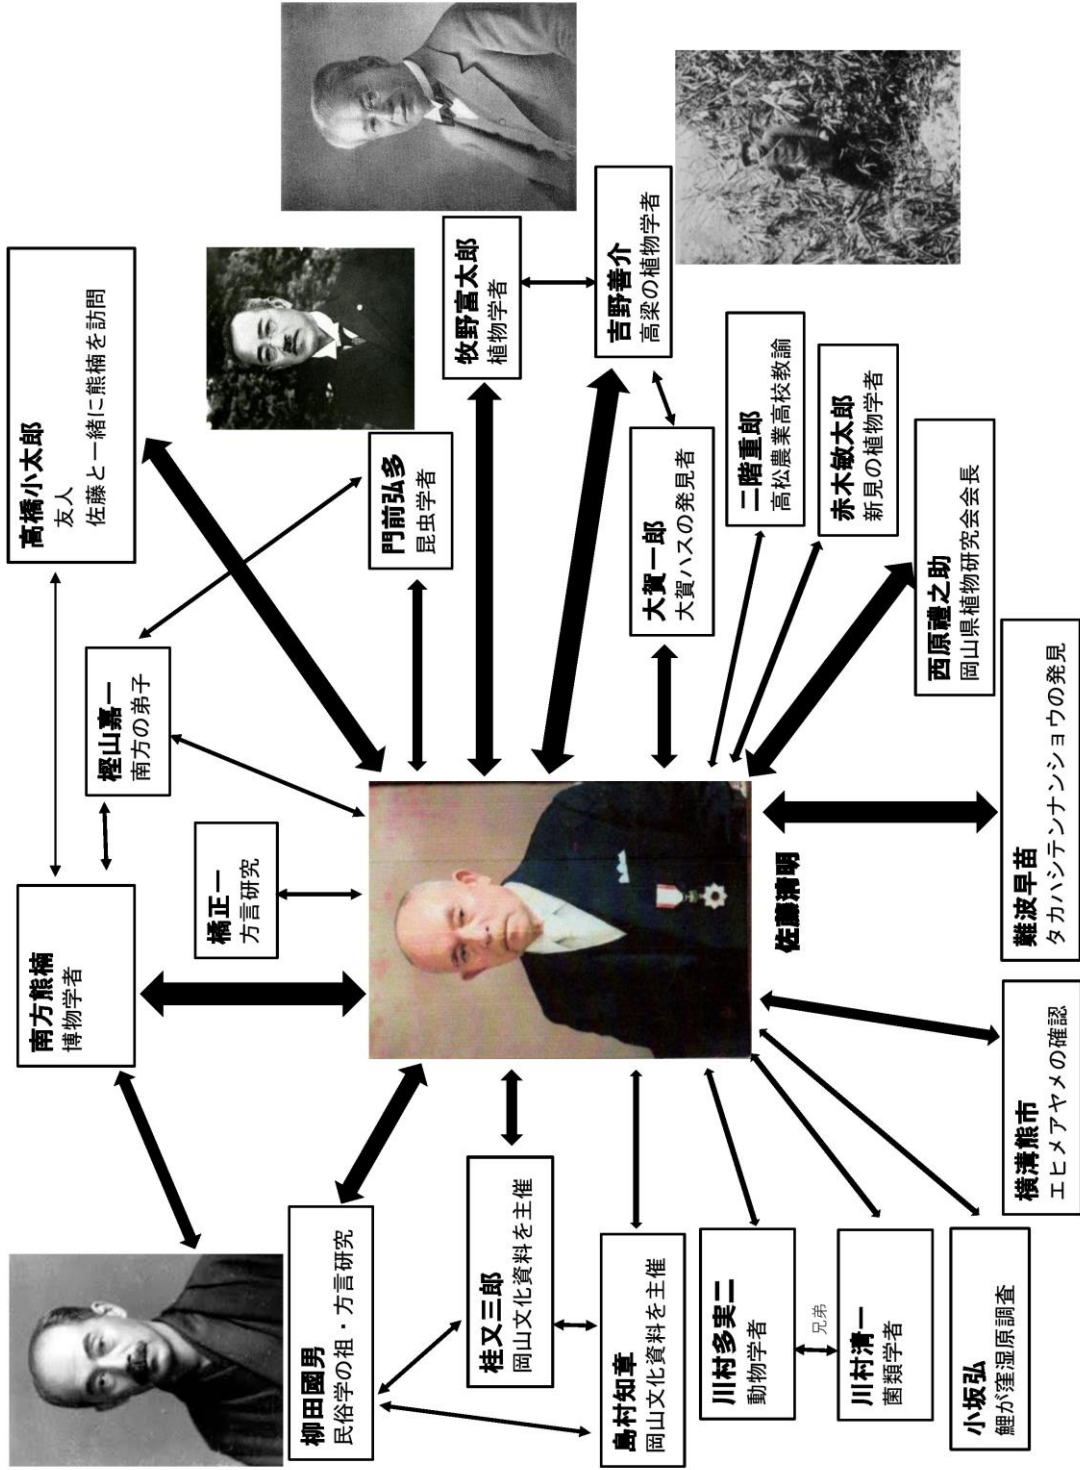 南方熊楠
博物学者
高橋小太郎
友人
佐藤と一緒に熊楠を訪問
樫山嘉一
南方の弟子
橘正一
方言研究
門前弘多
昆虫学者
牧野富太郎
植物学者
吉野善介
高梁の植物学者
大賀一郎
大賀ハスの発見者
二階重郎
高松農業高校教諭
赤木敏太郎
新見の植物学者
西原禮之助
岡山県植物研究会会長
難波早苗
タカハシテンナンショウの発見
横溝熊市
エヒメアヤメの確認
小坂弘
鯉が窪湿原調査
川村清一
菌類学者
兄弟
川村多実二
動物学者
島村知章
岡山文化資料を主催
桂又三郎
岡山文化資料を主催
柳田國男
民俗学の祖・方言研究
佐藤清明